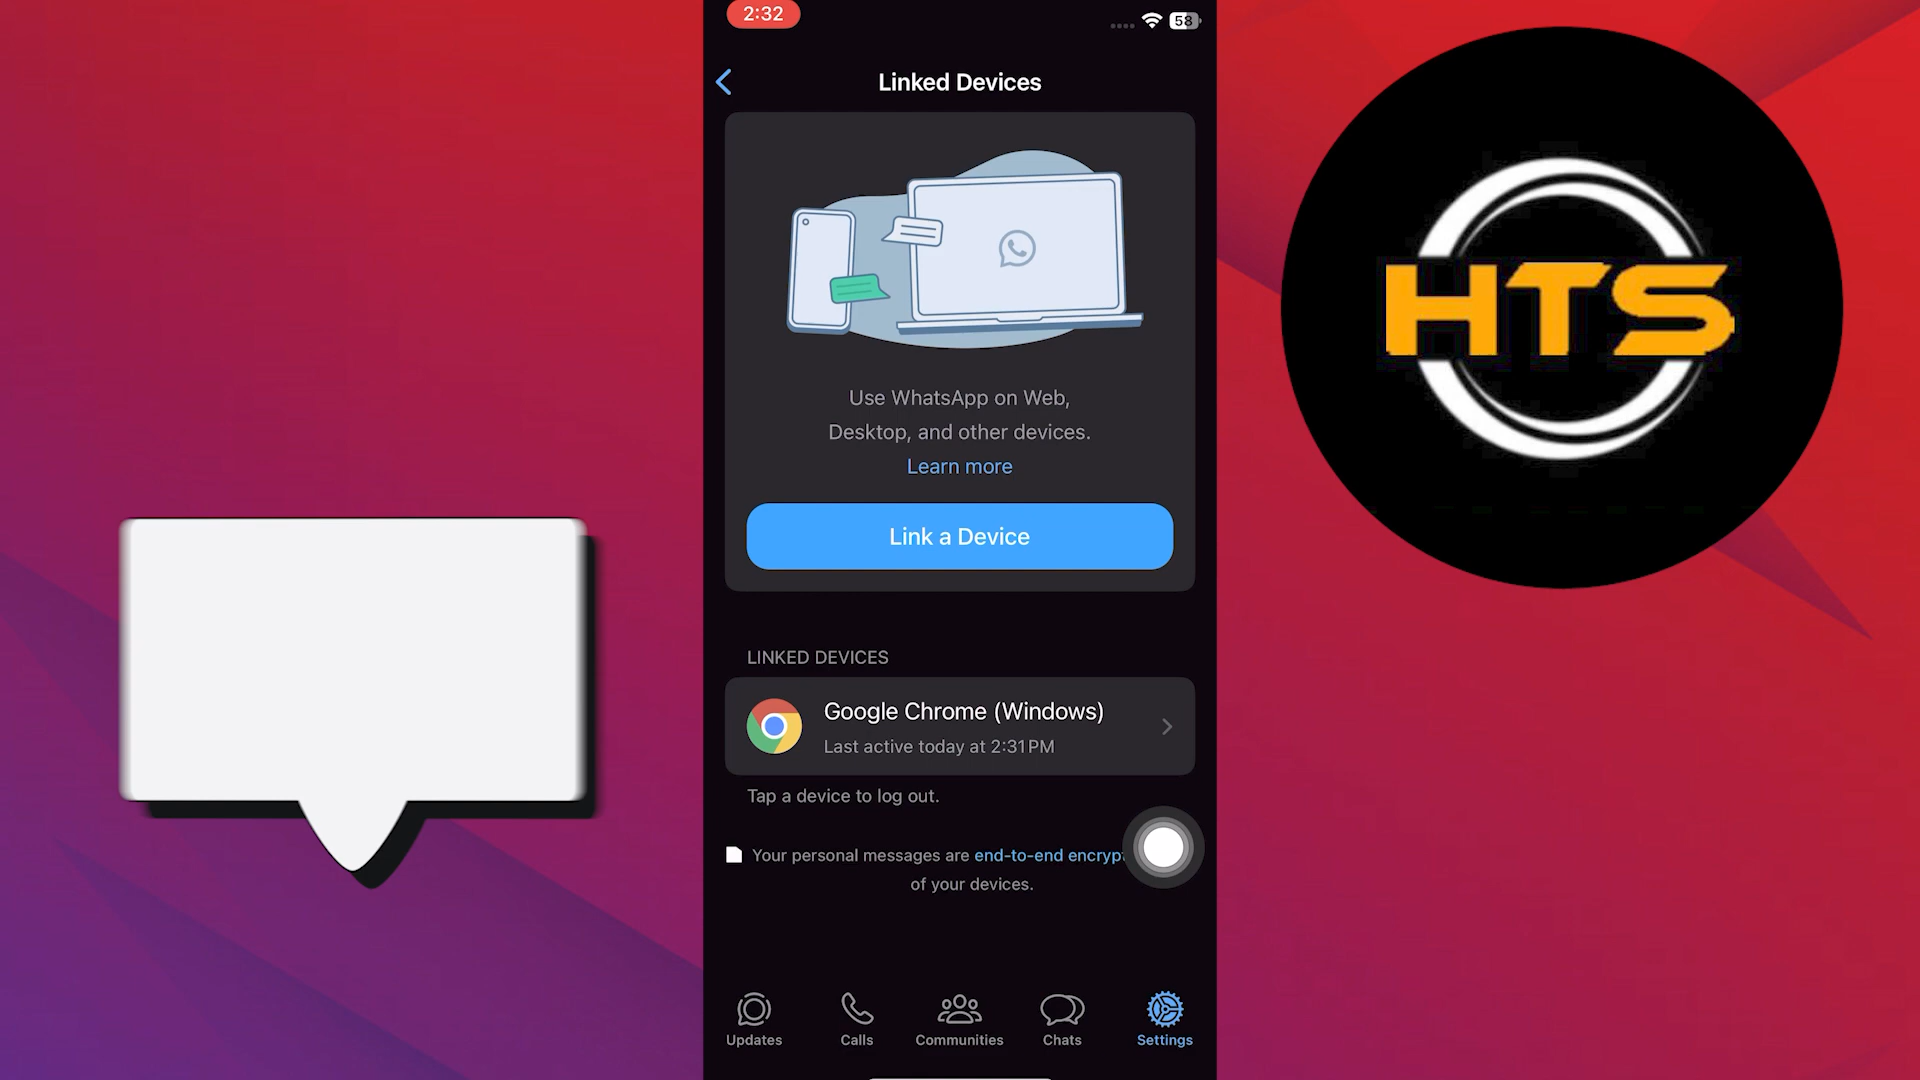 2:32
58
Linked Devices
Use WhatsApp on Web,
Desktop, and other devices.
Learn more
Link a Device
LINKED DEVICES
Google Chrome (Windows)
Last active today at 2:31 PM
Tap a device to log out.
Your personal messages are end-to-end encryp
of your devices.
Updates
Calls
Communities
Chats
Settings
HTS